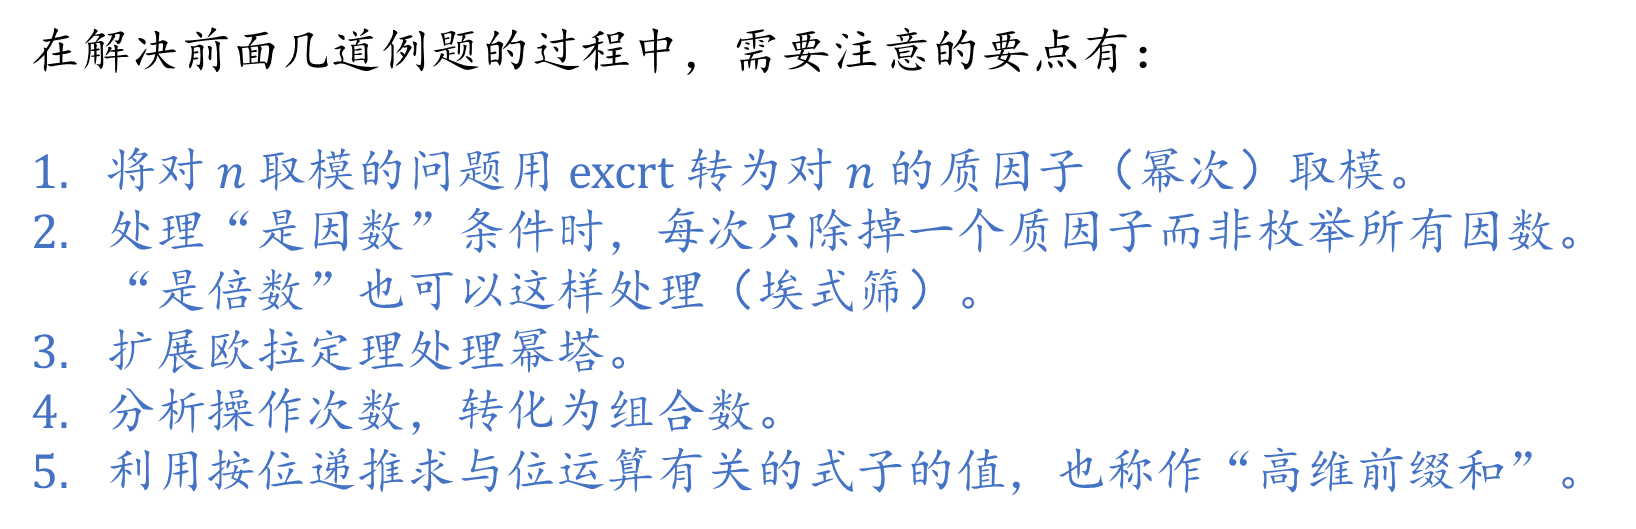 在解决前面几道例题的过程中，需要注意的要点有：
1. 将对 n 取模的问题用 excrt 转为对 n 的质因子（幂次）取模。
2. 处理“是因数”条件时，每次只除掉一个质因子而非枚举所有因数。
“是倍数”也可以这样处理（埃式筛）。
3. 扩展欧拉定理处理幂塔。
4. 分析操作次数，转化为组合数。
5. 利用按位递推求与位运算有关的式子的值，也称作“高维前缀和”。